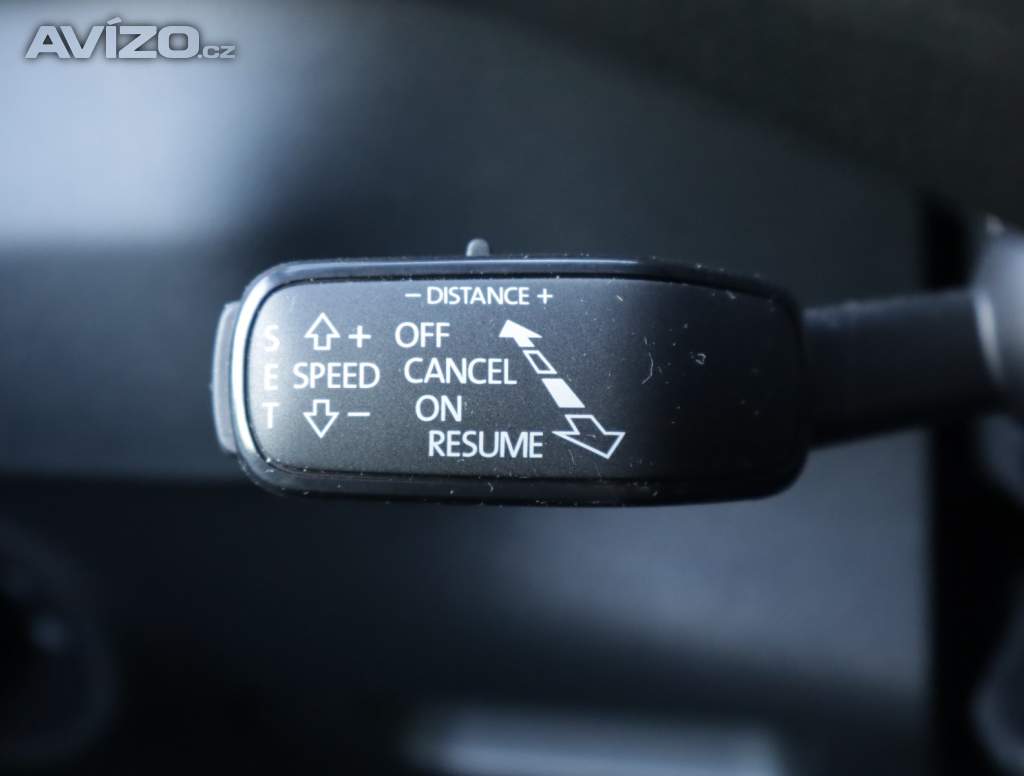 AVÍZO.cz
− DISTANCE +
S + OFF
E SPEED CANCEL
T − ON
RESUME